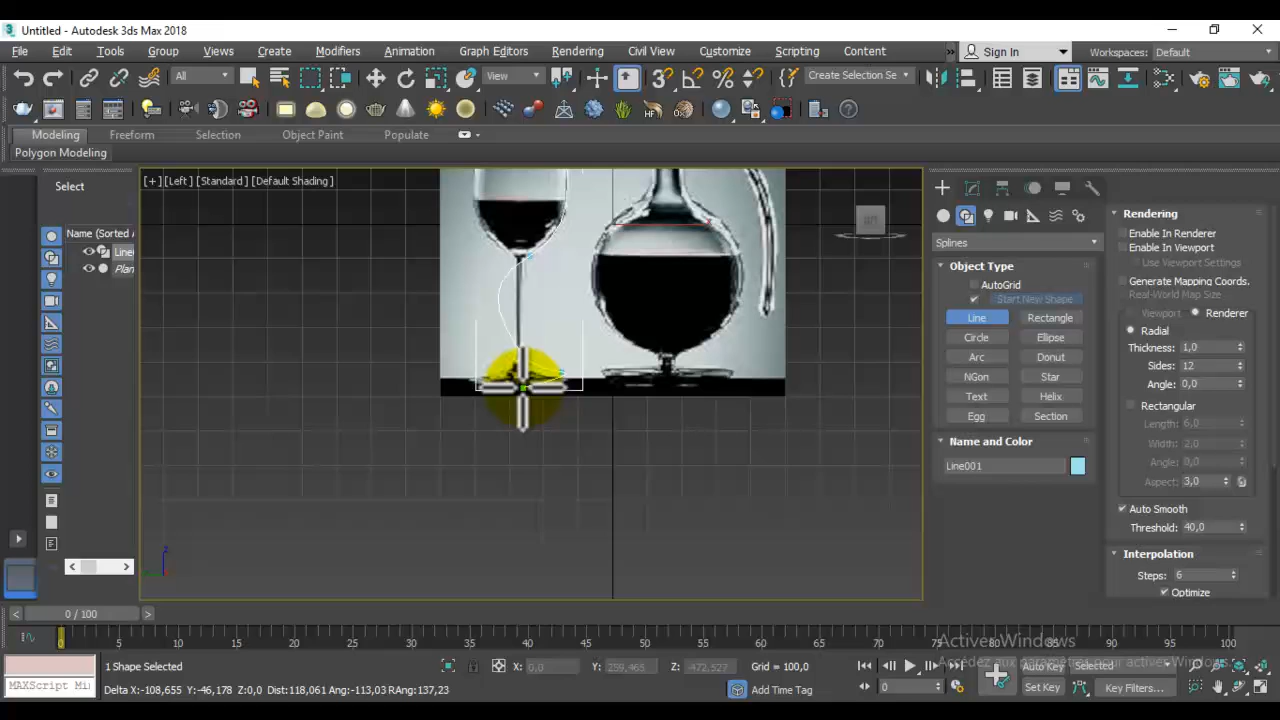 Untitled - Autodesk 3ds Max 2018
File Edit Tools Group Views Create Modifiers Animation Graph Editors Rendering Civil View Customize Scripting Content » Sign In Workspaces: Default
All View Create Selection Se
Modeling Freeform Selection Object Paint Populate
Polygon Modeling
Select
Name (Sorted A
Line
Plan
[+] [Left] [Standard] [Default Shading]
Splines
Object Type
AutoGrid
Start New Shape
Line Rectangle
Circle Ellipse
Arc Donut
NGon Star
Text Helix
Egg Section
Name and Color
Line001
Rendering
Enable In Renderer
Enable In Viewport
Use Viewport Settings
Generate Mapping Coords.
Real-World Map Size
Viewport Renderer
Radial
Thickness: 1,0
Sides: 12
Angle: 0,0
Rectangular
Length: 6,0
Width: 2,0
Angle: 0,0
Aspect: 3,0
Auto Smooth
Threshold: 40,0
Interpolation
Steps: 6
Optimize
0 / 100
0 5 10 15 20 25 30 35 40 45 50 55 60 65 70 75 80 85 90 95 100
Activer Windows
Accédez aux paramètres pour activer Windows.
1 Shape Selected
X: 0,0 Y: 259,465 Z: -472,527 Grid = 100,0
Auto Key Selected
MAXScript Mi
Delta X:-108,655 Y:-46,178 Z:0,0 Dist:118,061 Ang:-113,03 RAng:137,23
Add Time Tag
0
Set Key Key Filters...